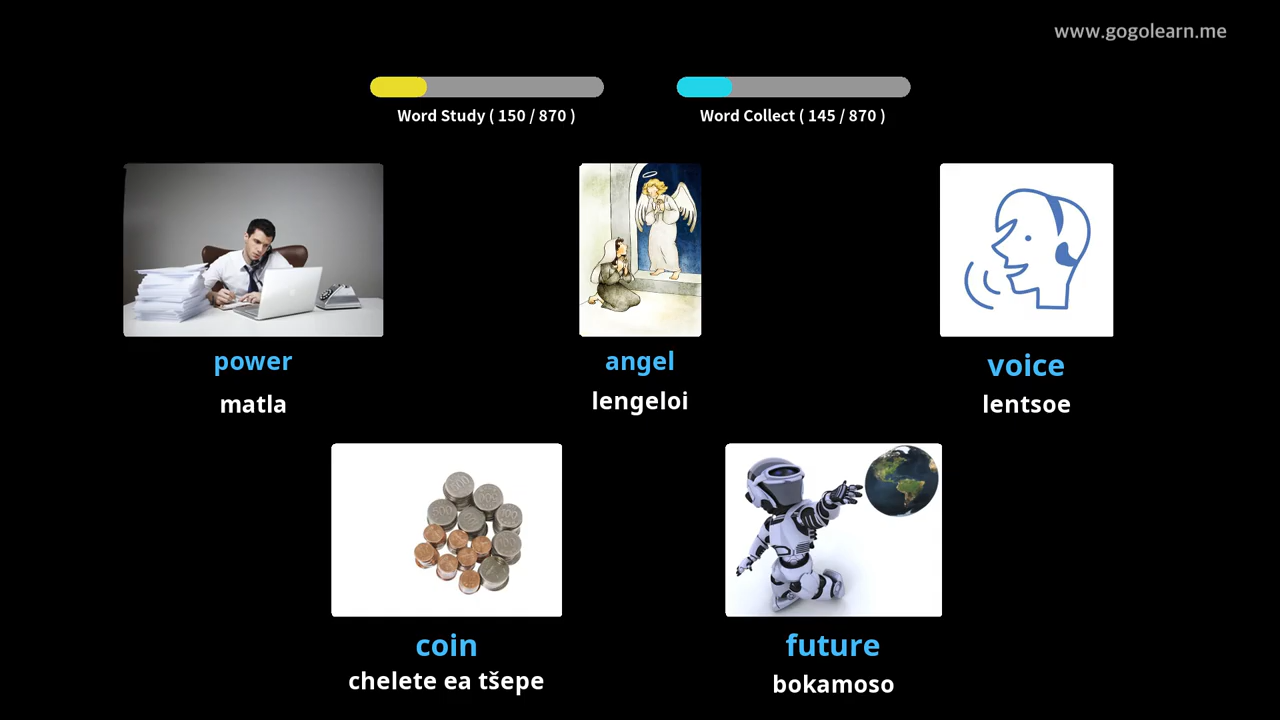 www.gogolearn.me
Word Study ( 150 / 870 )
Word Collect ( 145 / 870 )
power
matla
angel
lengeloi
voice
lentsoe
coin
chelete ea tšepe
future
bokamoso